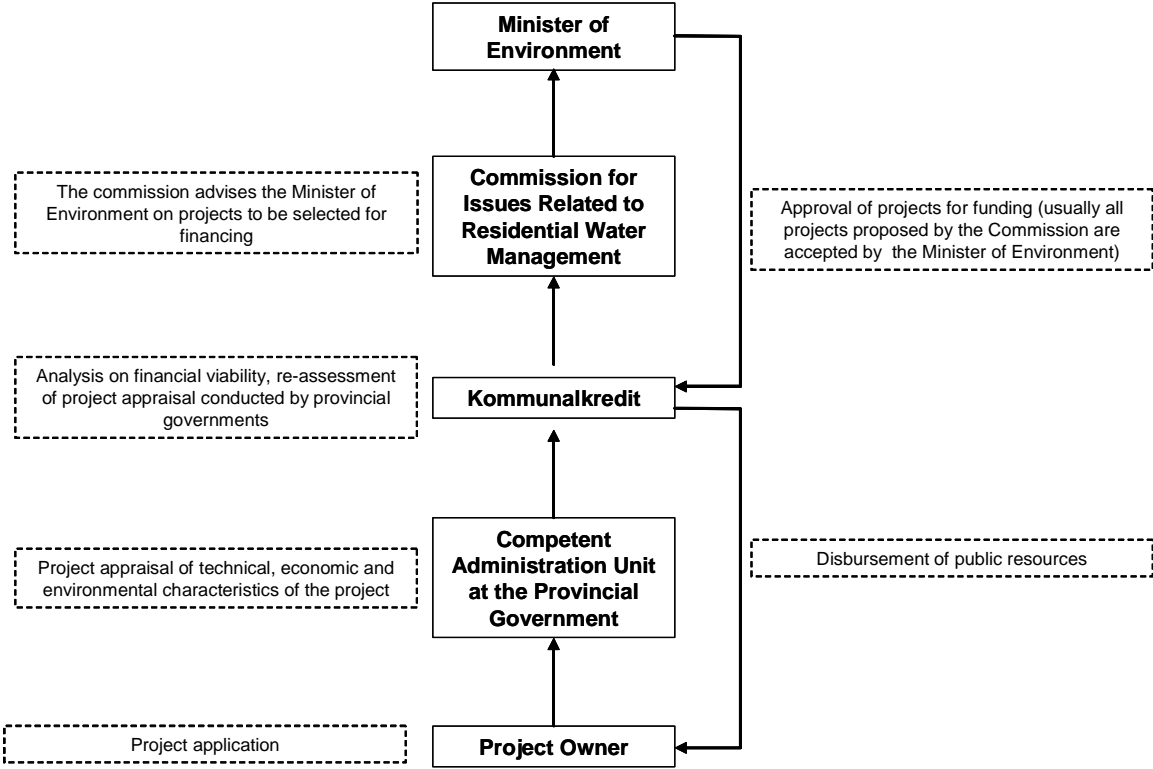 Minister of
Environment
The commission advises the Minister of
Environment on projects to be selected for
financing
Commission for
Issues Related to
Residential Water
Management
Approval of projects for funding (usually all
projects proposed by the Commission are
accepted by  the Minister of Environment)
Analysis on financial viability, re-assessment
of project appraisal conducted by provincial
governments
Kommunalkredit
Project appraisal of technical, economic and
environmental characteristics of the project
Competent
Administration Unit
at the Provincial
Government
Disbursement of public resources
Project application
Project Owner